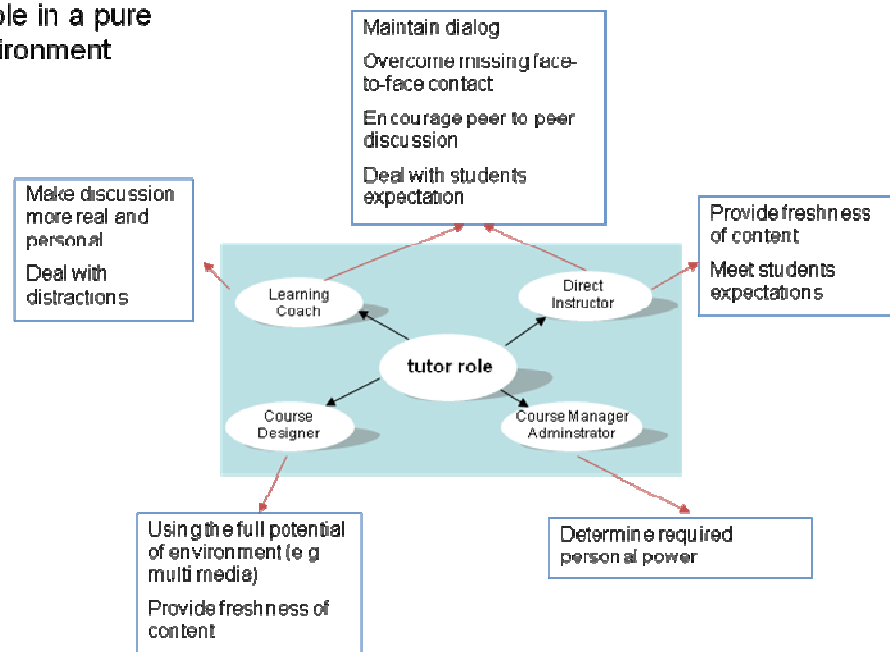 ole in a pure
ironment
Maintain dialog
Overcome missing face-
to-face contact
Encourage peer to peer
discussion
Deal with students
expectation
Make discussion
more real and
personal
Deal with
distractions
Provide freshness
of content
Meet students
expectations
Learning
Coach
Direct
Instructor
tutor role
Course
Designer
Course Manager
Adminstrator
Using the full potential
of environment (e g
multi media)
Provide freshness of
content
Determine required
personal power